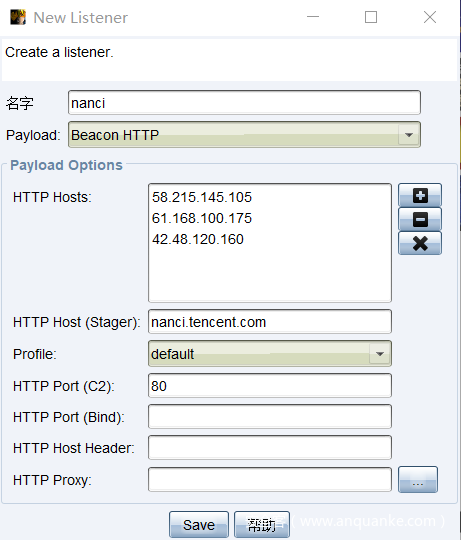 New Listener
Create a listener.
名字 nanci
Payload: Beacon HTTP
Payload Options
HTTP Hosts: 58.215.145.105
61.168.100.175
42.48.120.160
HTTP Host (Stager): nanci.tencent.com
Profile: default
HTTP Port (C2): 80
HTTP Port (Bind):
HTTP Host Header:
HTTP Proxy: ...
Save 帮助
(www.anquanke.com)